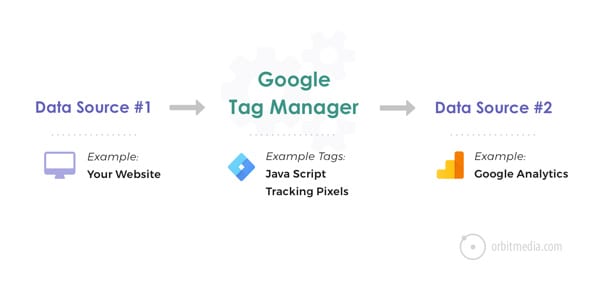 Data Source #1
Example:
Your Website
Google
Tag Manager
Example Tags:
Java Script
Tracking Pixels
Data Source #2
Example:
Google Analytics
orbitmedia.com